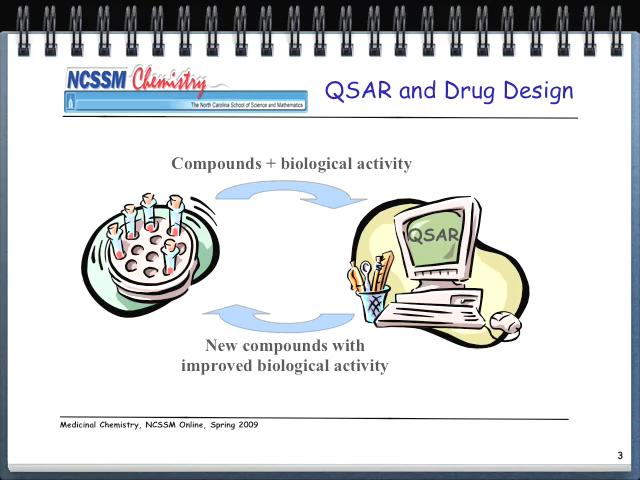 NCSSM Chemistry
The North Carolina School of Science and Mathematics
QSAR and Drug Design
Compounds + biological activity
QSAR
New compounds with
improved biological activity
Medicinal Chemistry, NCSSM Online, Spring 2009
3